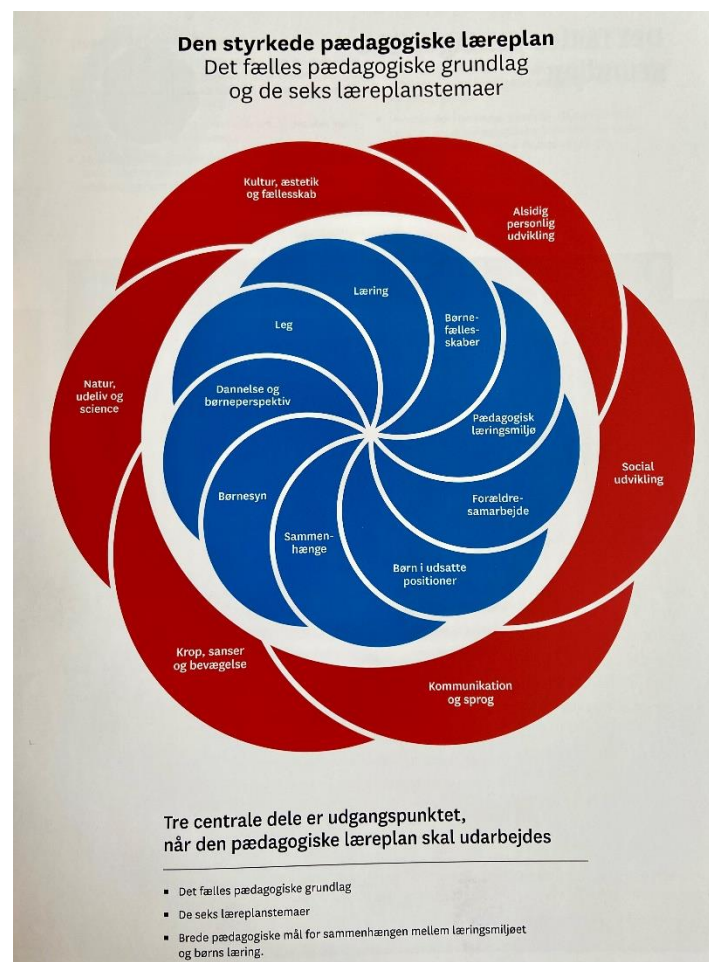 Den styrkede pædagogiske læreplan
Det fælles pædagogiske grundlag
og de seks læreplanstemaer
Kultur, æstetik
og fællesskab
Alsidig
personlig
udvikling
Læring
Børne-
fælles-
skaber
Leg
Natur,
udeliv og
science
Dannelse og
børneperspektiv
Pædagogisk
læringsmiljø
Social
udvikling
Børnesyn
Forældre-
samarbejde
Sammen-
hænge
Børn i udsatte
positioner
Krop, sanser
og bevægelse
Kommunikation
og sprog
Tre centrale dele er udgangspunktet,
når den pædagogiske læreplan skal udarbejdes
▪ Det fælles pædagogiske grundlag
▪ De seks læreplanstemaer
▪ Brede pædagogiske mål for sammenhængen mellem læringsmiljøet
og børns læring.